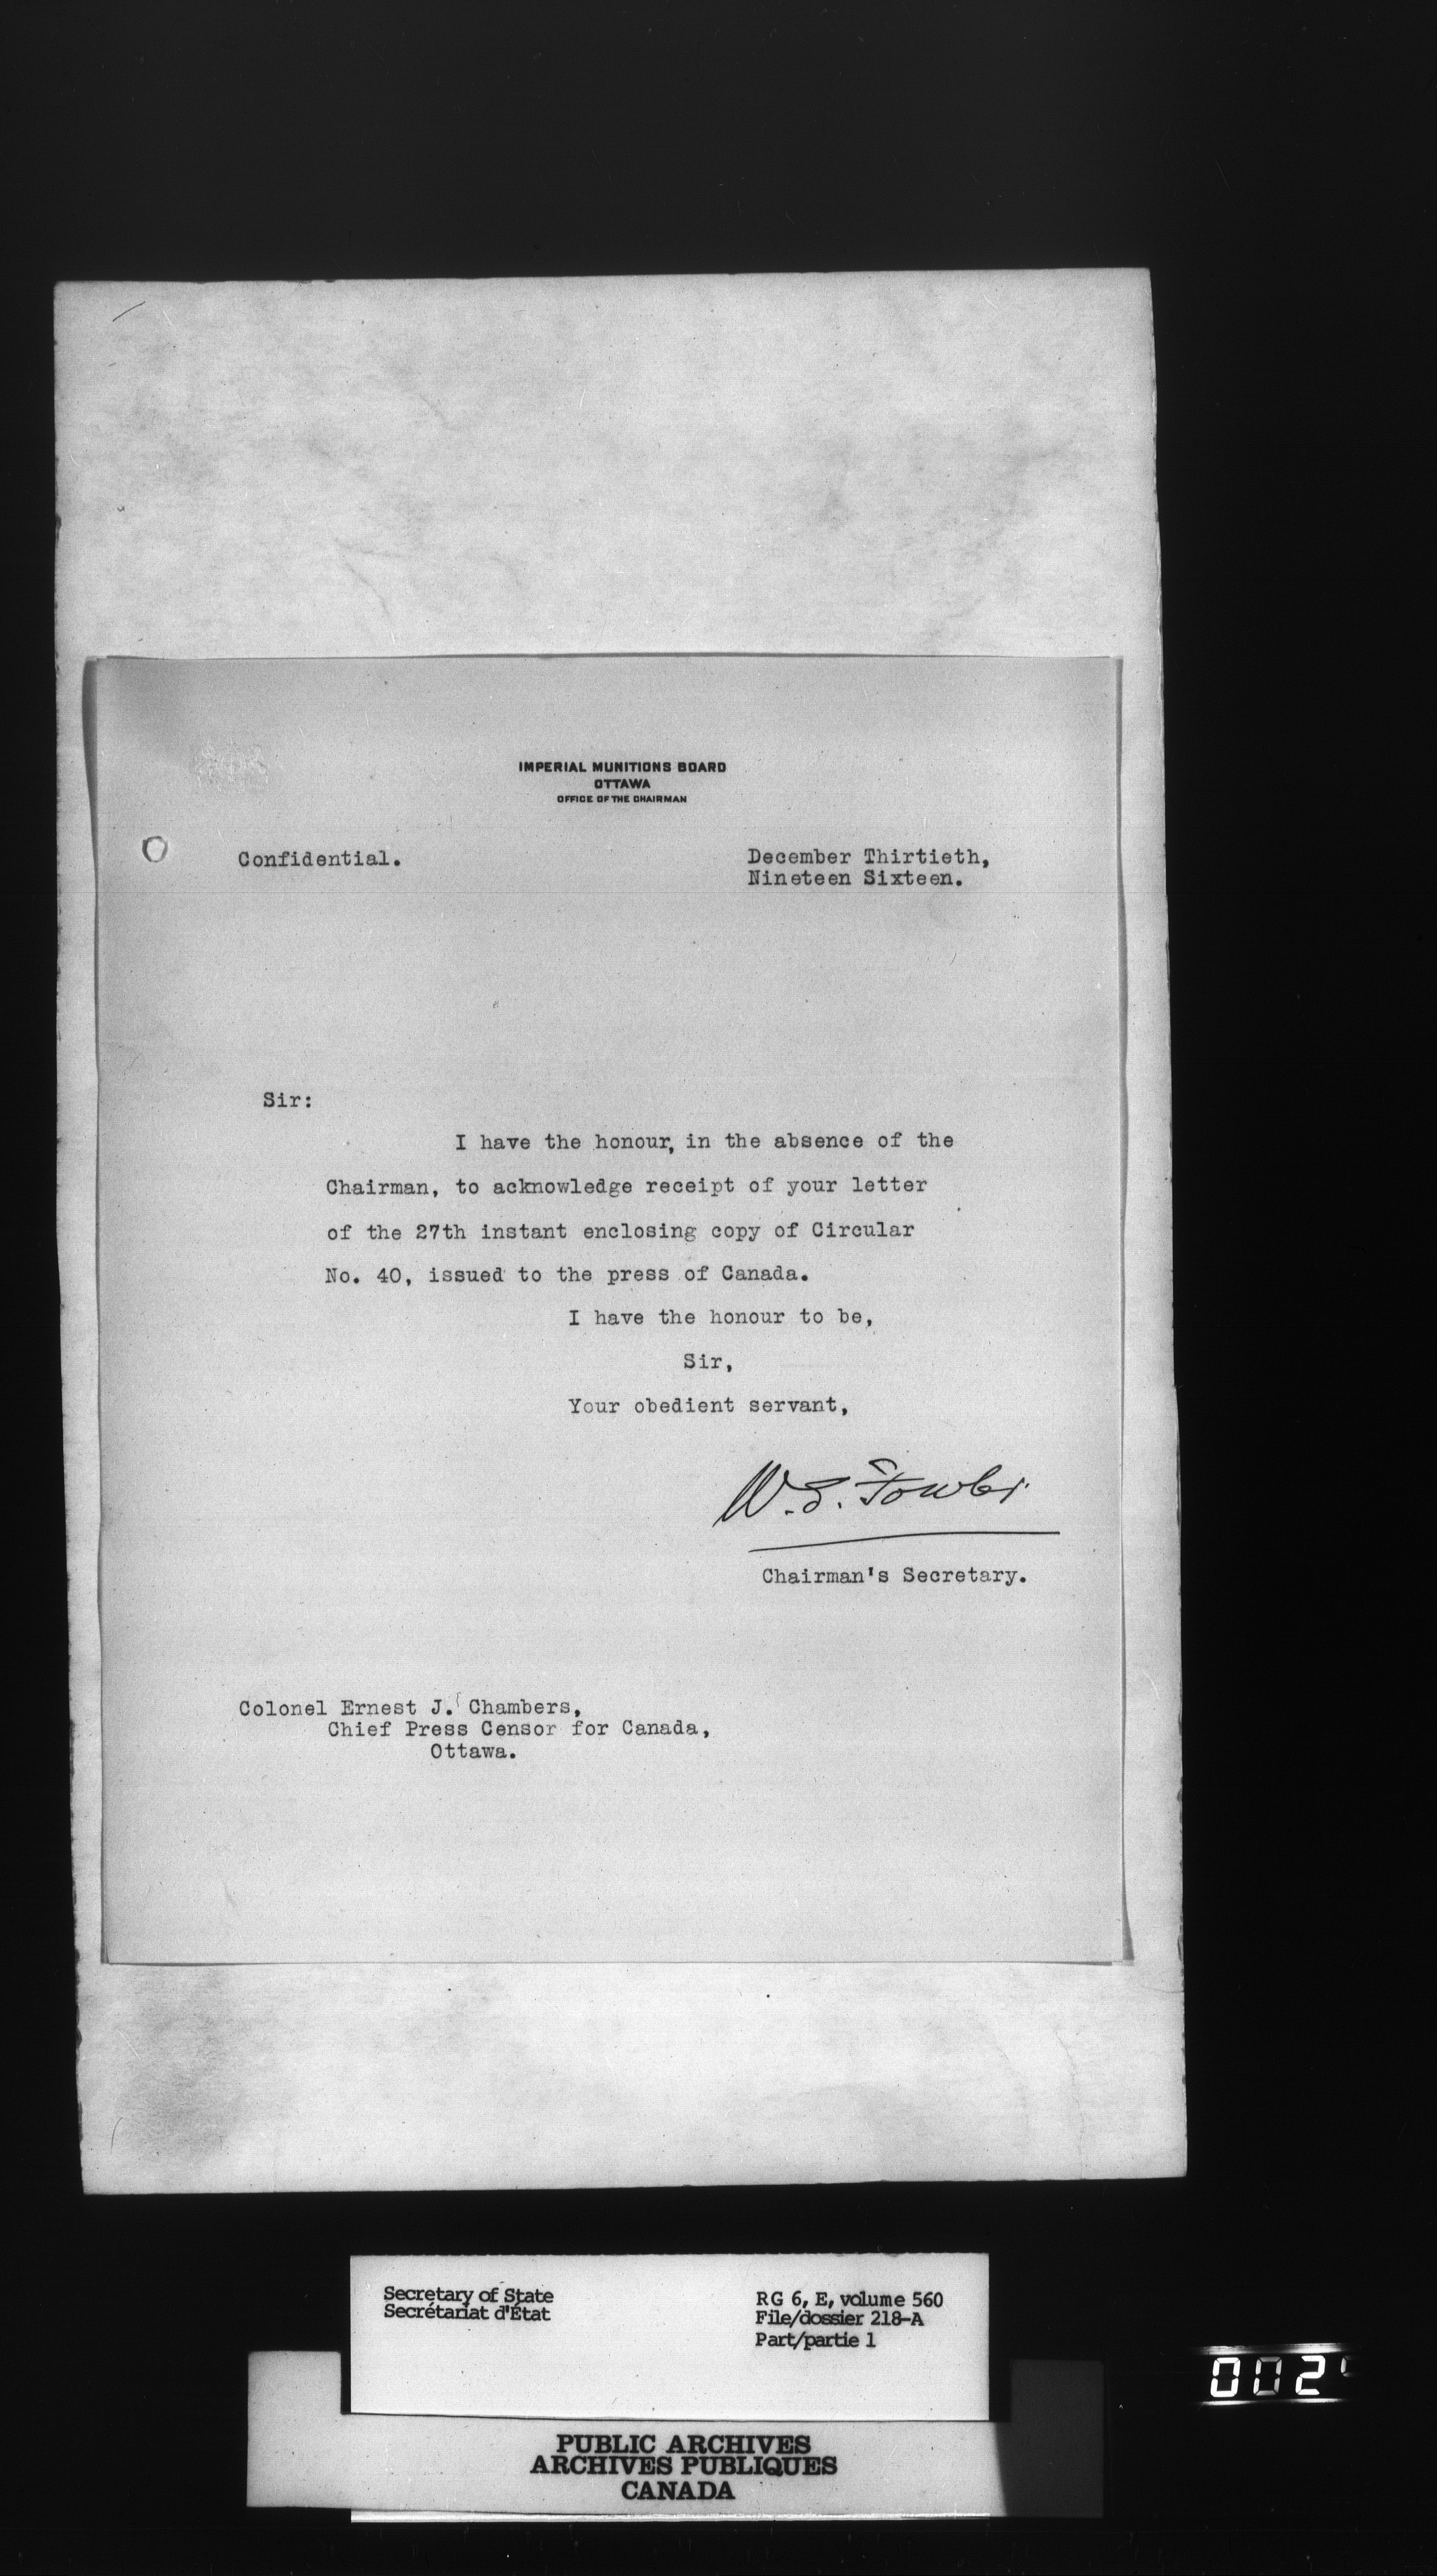 IMPERIAL MUNITIONS BOARD
OTTAWA
OFFICE OF THE CHAIRMAN
Confidential.
December Thirtieth,
Nineteen Sixteen.
Sir:
I have the honour, in the absence of the
Chairman, to acknowledge receipt of your letter
of the 27th instant enclosing copy of Circular
No. 40, issued to the press of Canada.
I have the honour to be,
Sir,
Your obedient servant,
W. E. Fowler
Chairman's Secretary.
Colonel Ernest J. Chambers,
Chief Press Censor for Canada,
Ottawa.
Secretary of State
Secrétariat d'État
RG 6, E, volume 560
File/dossier 218-A
Part/partie 1
PUBLIC ARCHIVES
ARCHIVES PUBLIQUES
CANADA
002